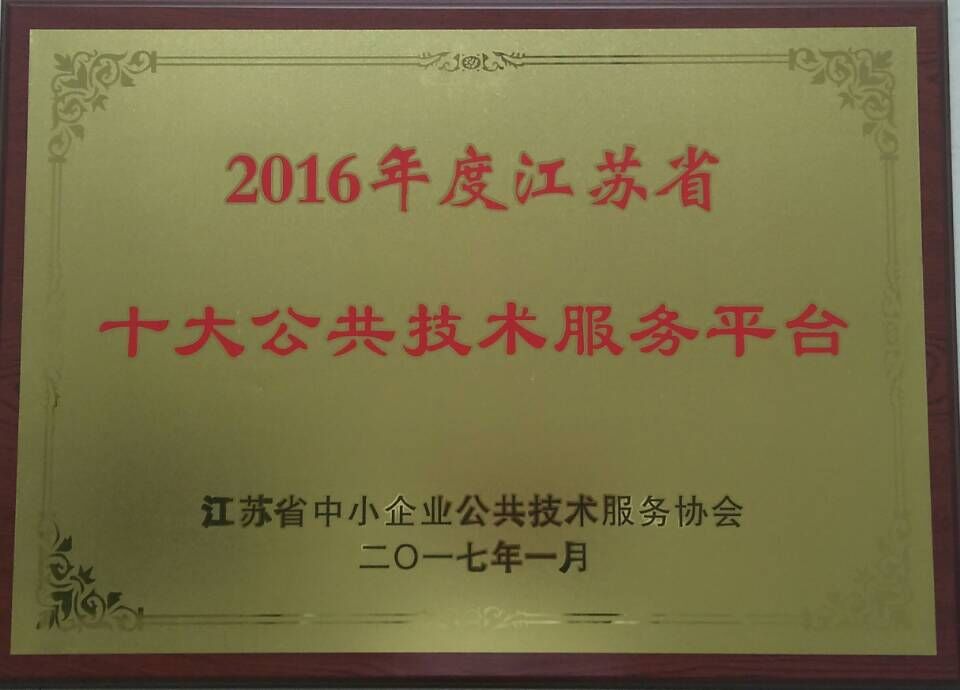 2016年度江苏省
十大公共技术服务平台
江苏省中小企业公共技术服务协会
二〇一七年一月